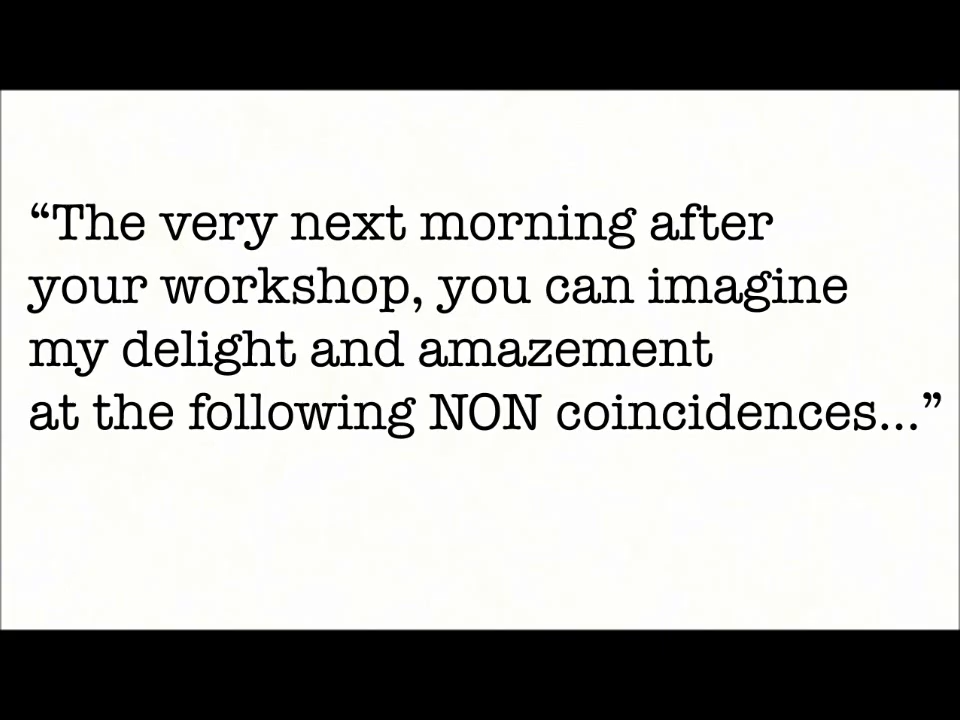 “The very next morning after
your workshop, you can imagine
my delight and amazement
at the following NON coincidences...”